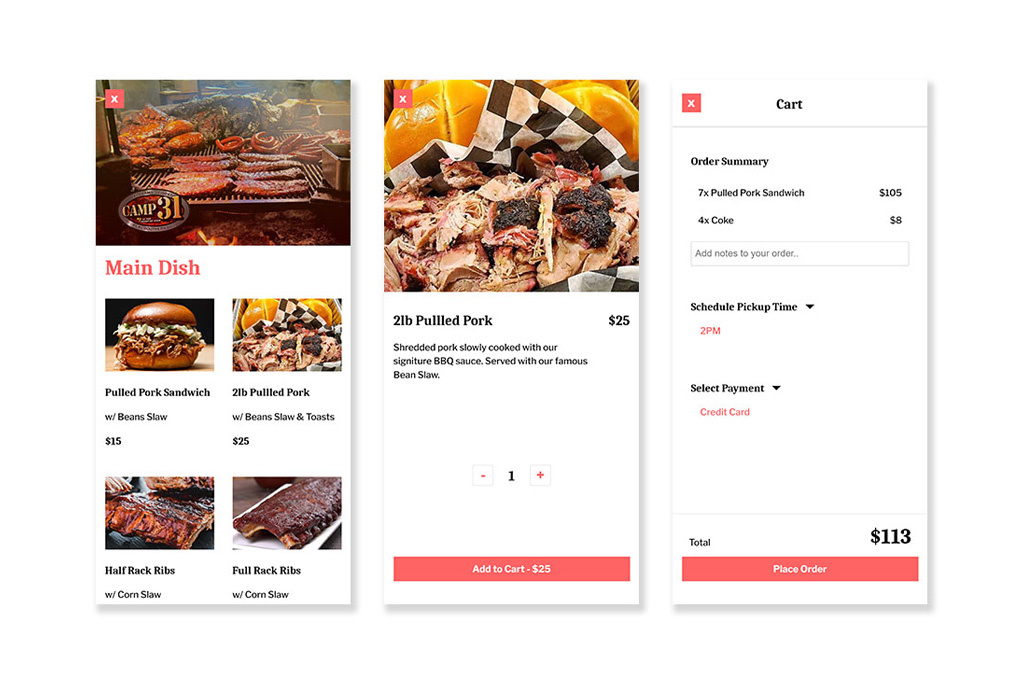 x
CAMP 31
Main Dish
Pulled Pork Sandwich
w/ Beans Slaw
$15
2lb Pullled Pork
w/ Beans Slaw & Toasts
$25
Half Rack Ribs
w/ Corn Slaw
Full Rack Ribs
w/ Corn Slaw
x
2lb Pullled Pork $25
Shredded pork slowly cooked with our
signiture BBQ sauce. Served with our famous
Bean Slaw.
- 1 +
Add to Cart - $25
x Cart
Order Summary
7x Pulled Pork Sandwich $105
4x Coke $8
Add notes to your order..
Schedule Pickup Time
2PM
Select Payment
Credit Card
Total $113
Place Order